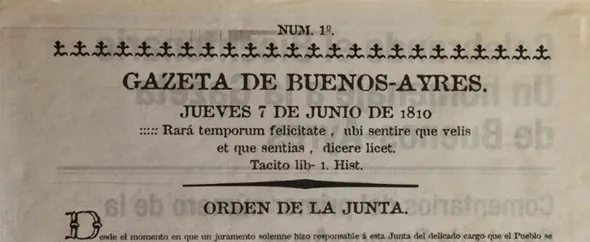 NUM. 1º.
GAZETA DE BUENOS-AYRES.
JUEVES 7 DE JUNIO DE 1810
::::: Rará temporum felicitate , ubi sentire que velis
et que sentias , dicere licet.
Tacito lib- 1. Hist.
ORDEN DE LA JUNTA.
Desde el momento en que un juramento solemne hizo responsable á esta Junta del delicado cargo que el Pueblo se